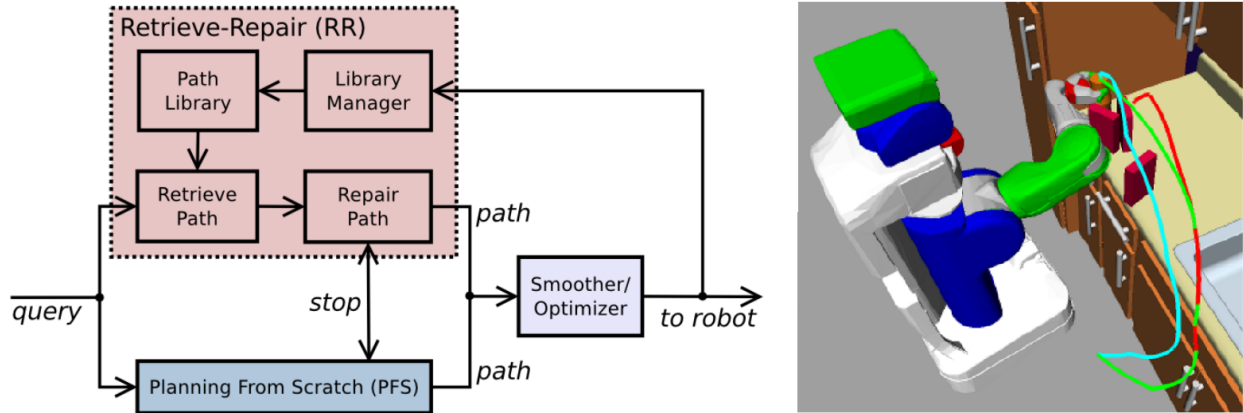 Retrieve-Repair (RR)
Path
Library
Library
Manager
Retrieve
Path
Repair
Path
path
query
stop
Smoother/
Optimizer
to robot
Planning From Scratch (PFS)
path